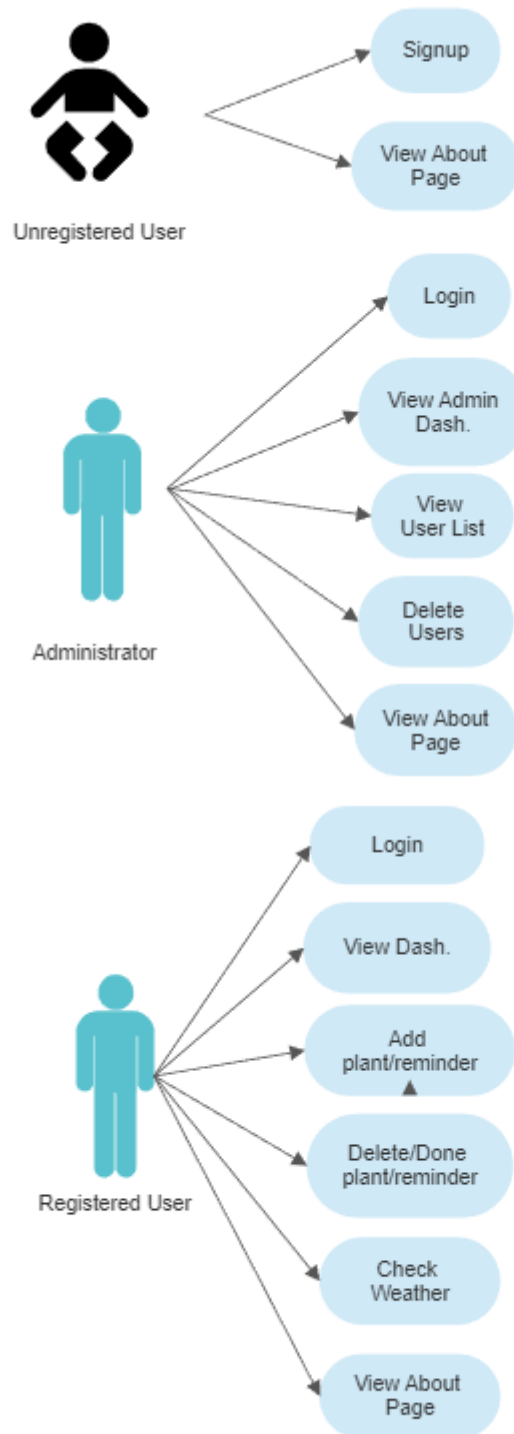 Signup
View About
Page
Unregistered User
Login
View Admin
Dash.
View
User List
Delete
Users
Administrator
View About
Page
Login
View Dash.
Add
plant/reminder
Delete/Done
plant/reminder
Registered User
Check
Weather
View About
Page